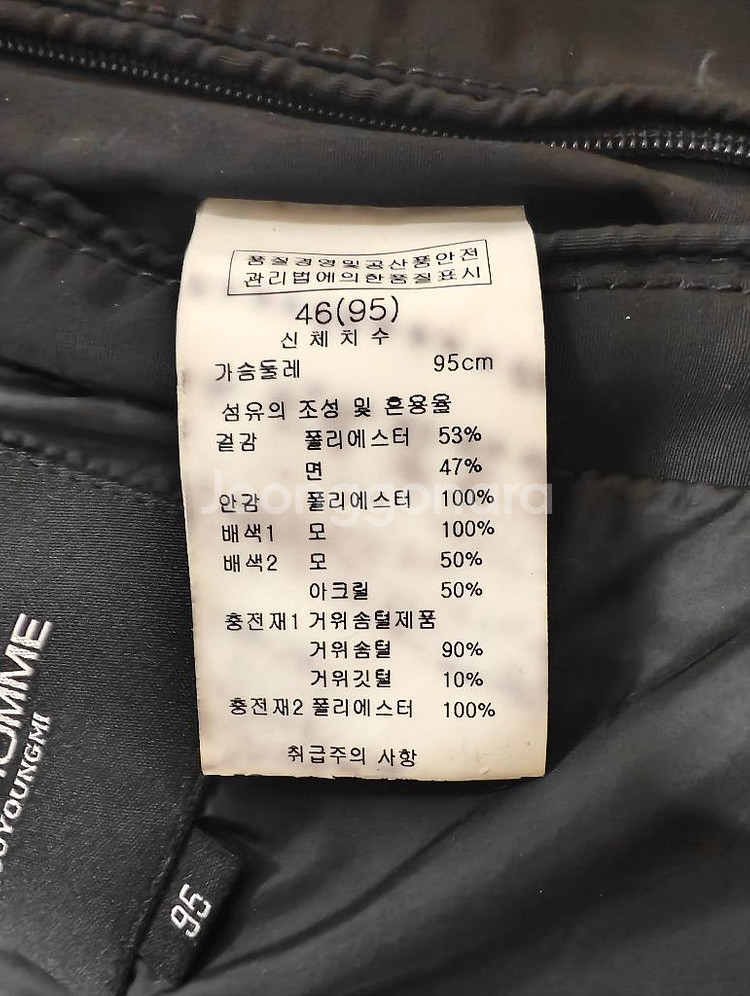 품질경영및공산품안전
관리법에의한품질표시
46(95)
신체치수
가슴둘레 95cm
섬유의 조성 및 혼용율
겉감 폴리에스터 53%
면 47%
안감 폴리에스터 100%
배색1 모 100%
배색2 모 50%
아크릴 50%
충전재1 거위솜털제품
거위솜털 90%
거위깃털 10%
충전재2 폴리에스터 100%
취급주의 사항
Joonggonara
OMME
OUYOUNGMI
95